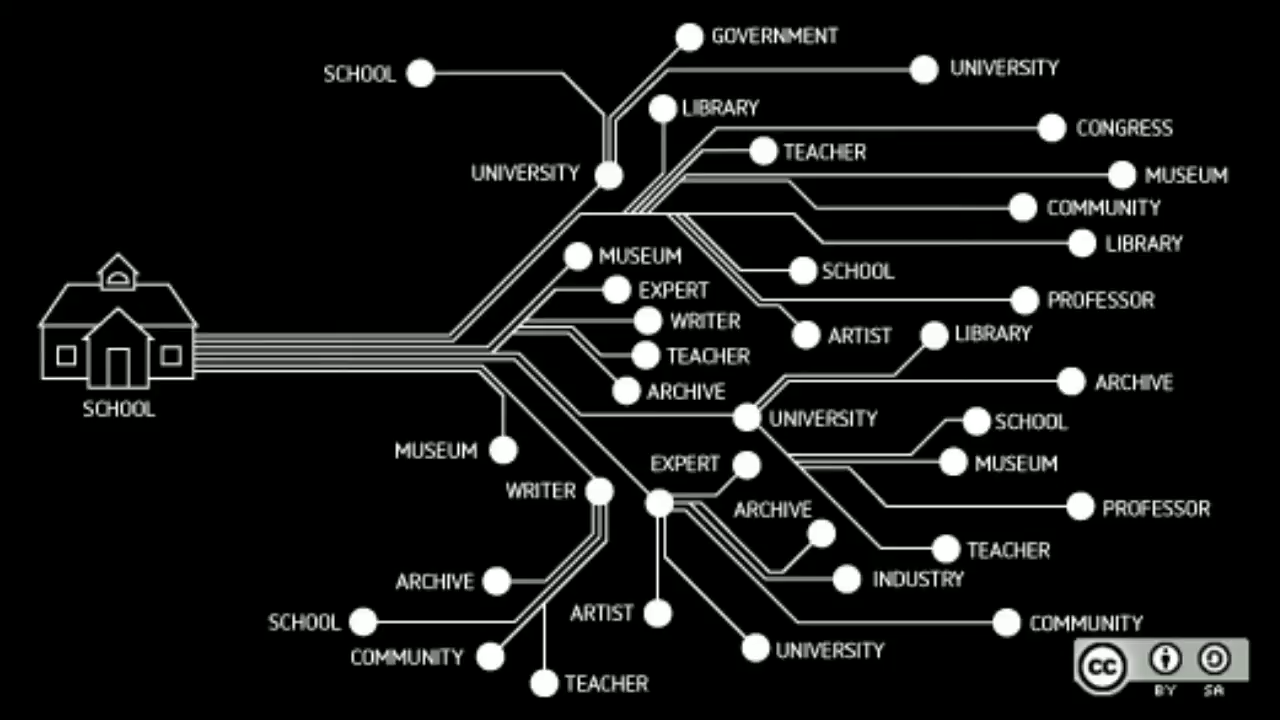 GOVERNMENT
SCHOOL
UNIVERSITY
LIBRARY
CONGRESS
TEACHER
UNIVERSITY
MUSEUM
COMMUNITY
LIBRARY
MUSEUM
SCHOOL
EXPERT
PROFESSOR
WRITER
ARTIST
LIBRARY
TEACHER
ARCHIVE
ARCHIVE
SCHOOL
UNIVERSITY
SCHOOL
MUSEUM
EXPERT
MUSEUM
WRITER
ARCHIVE
PROFESSOR
TEACHER
ARCHIVE
INDUSTRY
ARTIST
SCHOOL
COMMUNITY
COMMUNITY
UNIVERSITY
TEACHER
cc
BY SA